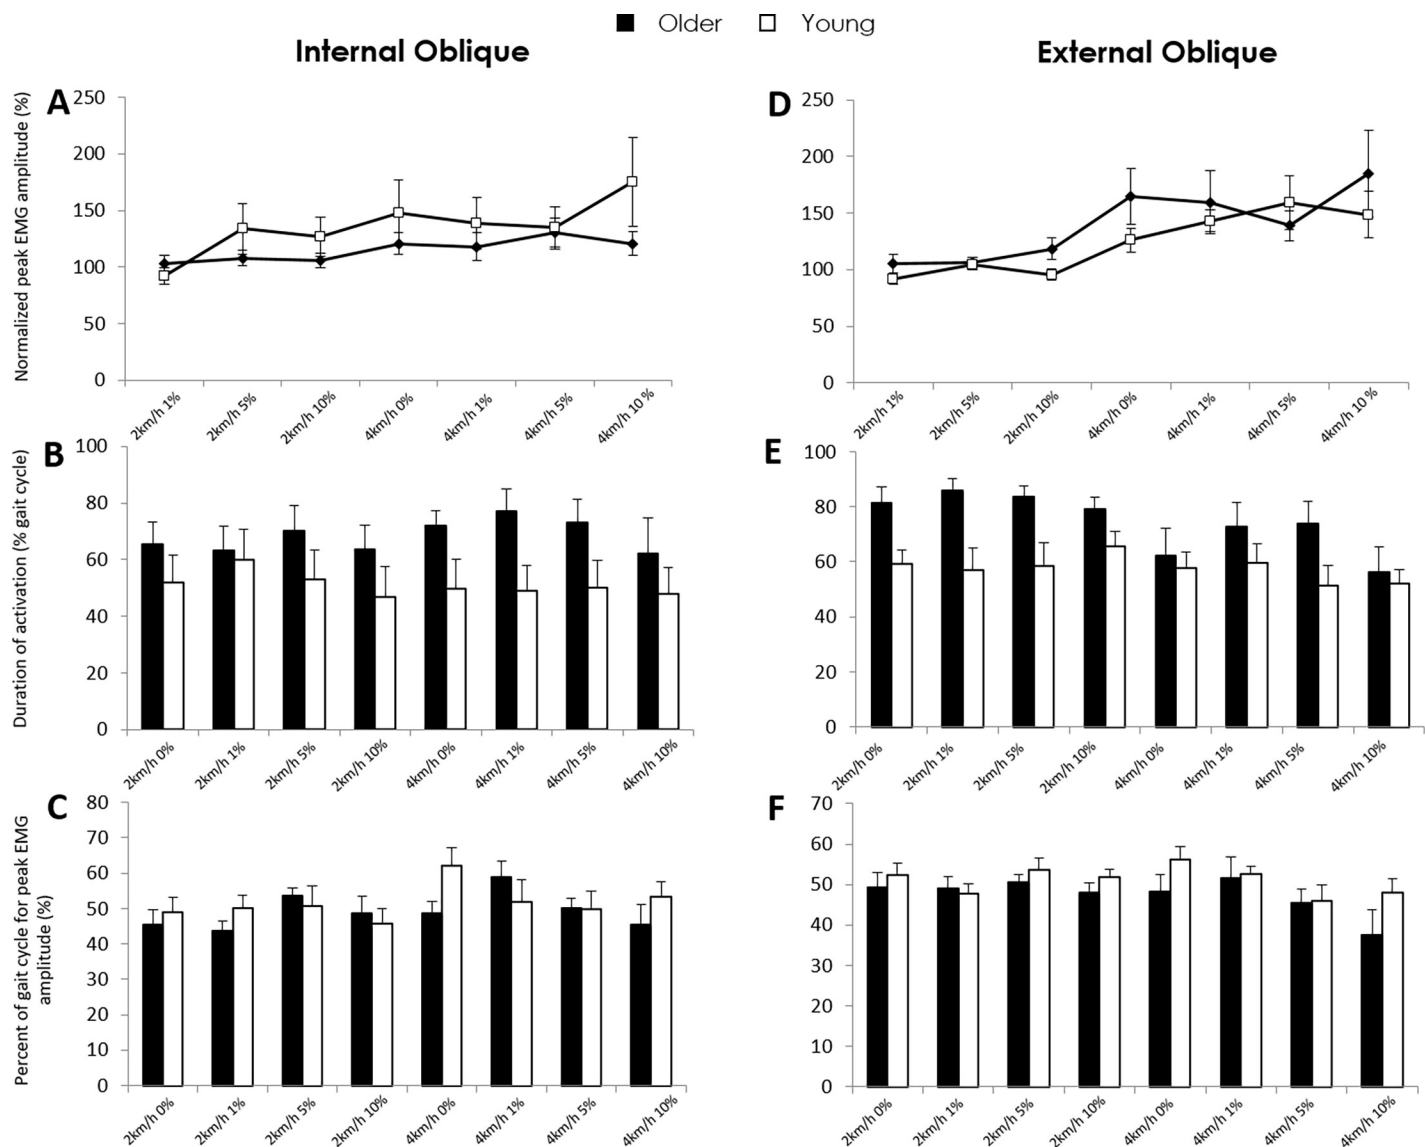 Older Young
Internal Oblique
External Oblique
A
Normalized peak EMG amplitude (%)
250
200
150
100
50
0
2km/h 1%
2km/h 5%
2km/h 10%
4km/h 0%
4km/h 1%
4km/h 5%
4km/h 10 %
D
250
200
150
100
50
0
2km/h 1%
2km/h 5%
2km/h 10%
4km/h 0%
4km/h 1%
4km/h 5%
4km/h 10 %
B
Duration of activation (% gait cycle)
100
80
60
40
20
0
2km/h 0%
2km/h 1%
2km/h 5%
2km/h 10%
4km/h 0%
4km/h 1%
4km/h 5%
4km/h 10%
E
100
80
60
40
20
0
2km/h 0%
2km/h 1%
2km/h 5%
2km/h 10%
4km/h 0%
4km/h 1%
4km/h 5%
4km/h 10%
C
Percent of gait cycle for peak EMG
amplitude (%)
80
70
60
50
40
30
20
10
0
2km/h 0%
2km/h 1%
2km/h 5%
2km/h 10%
4km/h 0%
4km/h 1%
4km/h 5%
4km/h 10%
F
70
60
50
40
30
20
10
0
2km/h 0%
2km/h 1%
2km/h 5%
2km/h 10%
4km/h 0%
4km/h 1%
4km/h 5%
4km/h 10%